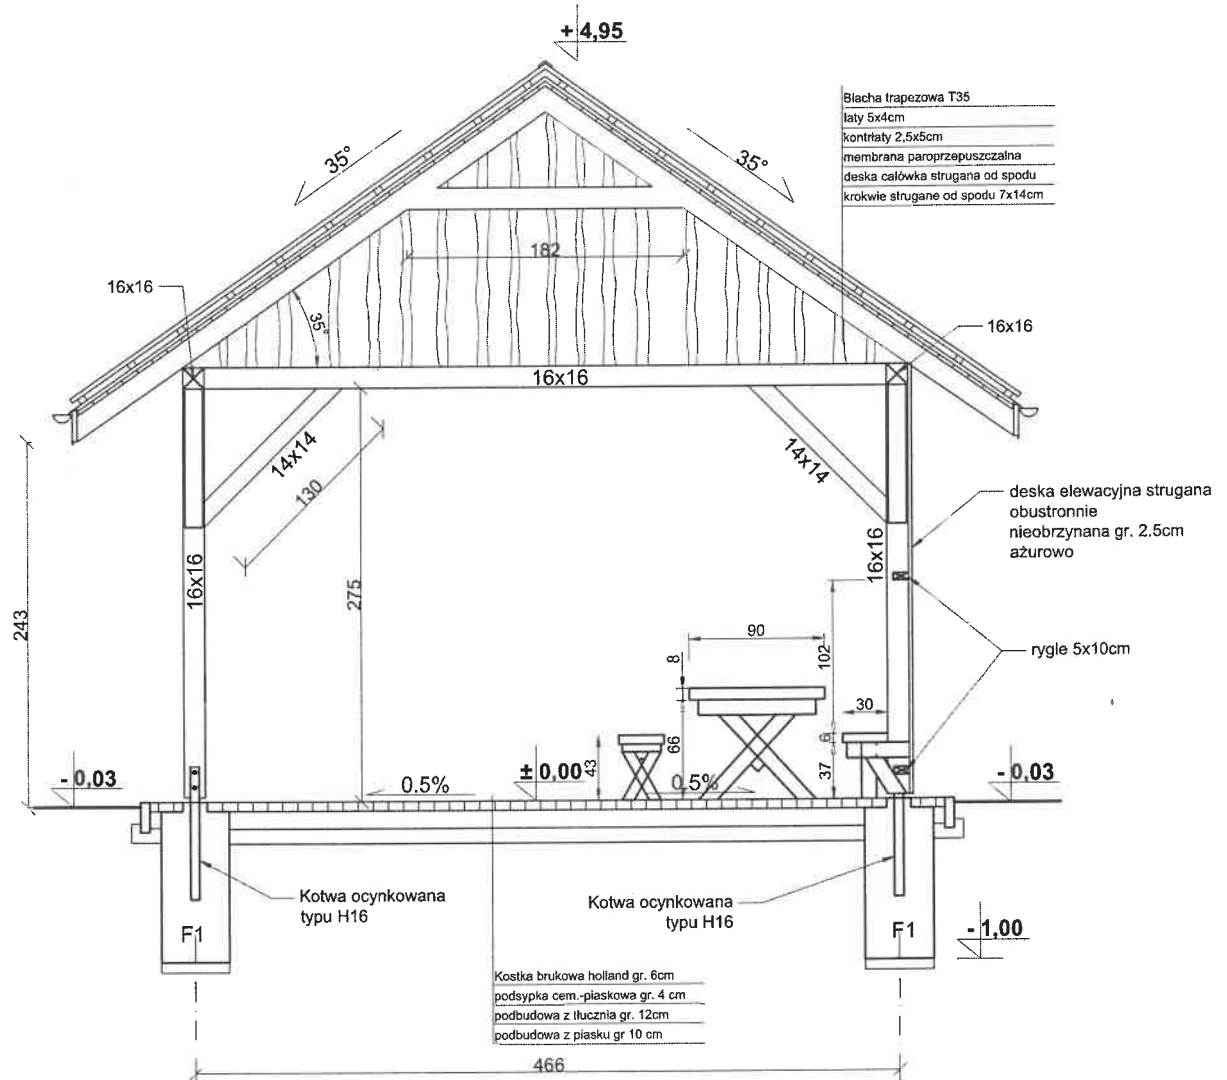 + 4,95
Blacha trapezowa T35
łaty 5x4cm
kontrłaty 2,5x5cm
membrana paroprzepuszczalna
deska calówka strugana od spodu
krokwie strugane od spodu 7x14cm
35°
35°
182
16x16
35°
16x16
16x16
14x14
14x14
130
deska elewacyjna strugana
obustronnie
nieobrzynana gr. 2.5cm
ażurowo
16x16
16x16
275
243
90
102
8
rygle 5x10cm
30
66
6
43
37
- 0,03
0.5%
± 0,00
0.5%
- 0,03
Kotwa ocynkowana
typu H16
Kotwa ocynkowana
typu H16
F1
F1
- 1,00
Kostka brukowa holland gr. 6cm
podsypka cem.-piaskowa gr. 4 cm
podbudowa z tłucznia gr. 12cm
podbudowa z piasku gr 10 cm
466